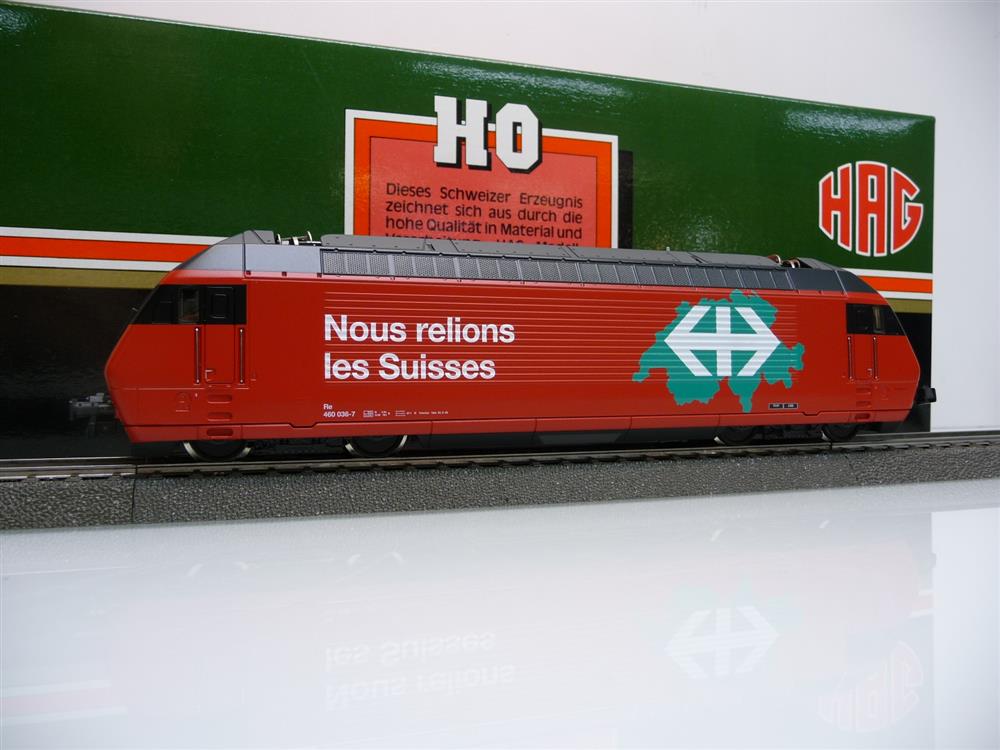 HO
Dieses Schweizer Erzeugnis
zeichnet sich aus durch die
hohe Qualität in Material und
HAG
Nous relions
les Suisses
Re
460 036-7